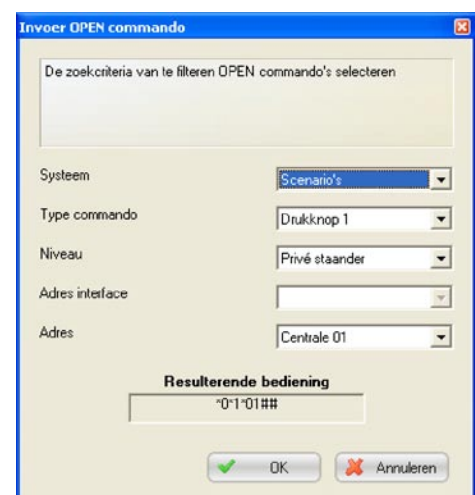 Invoer OPEN commando
De zoekcriteria van te filteren OPEN commando's selecteren
Systeem
Scenario's
Type commando
Drukknop 1
Niveau
Privé staander
Adres interface
Adres
Centrale 01
Resulterende bediening
*0*1*01##
OK
Annuleren